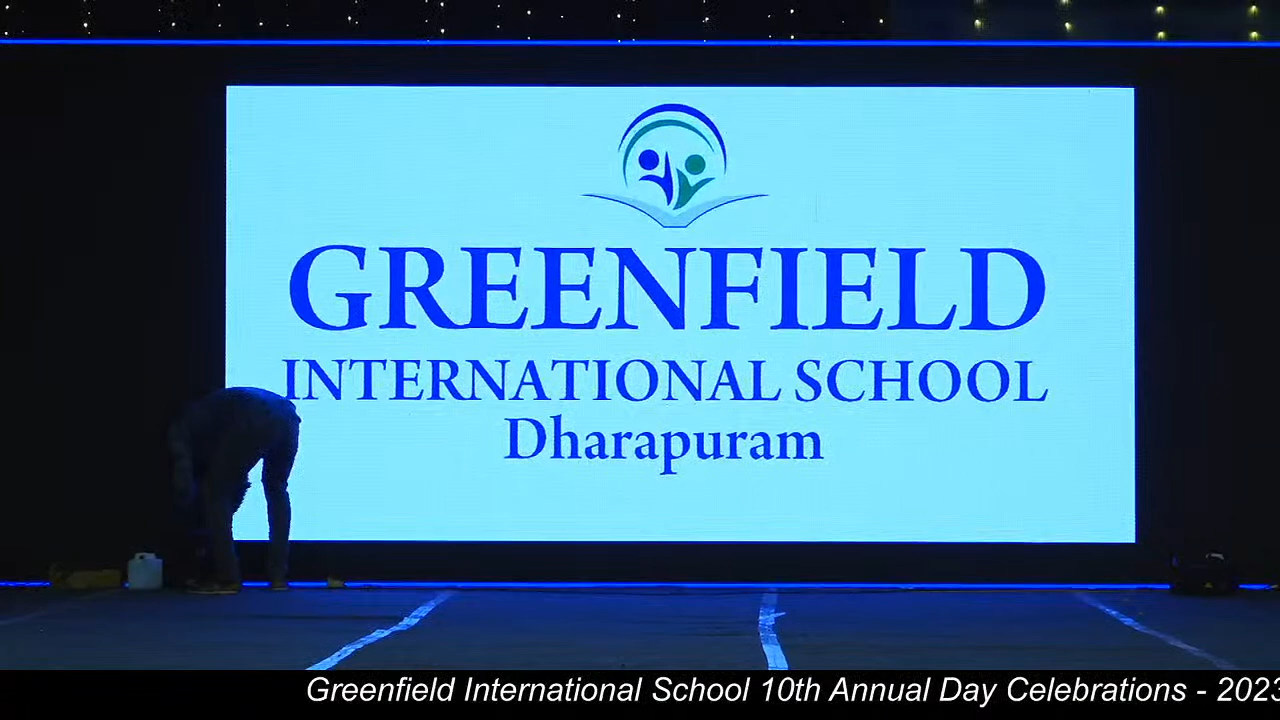 GREENFIELD
INTERNATIONAL SCHOOL
Dharapuram
Greenfield International School 10th Annual Day Celebrations - 2023